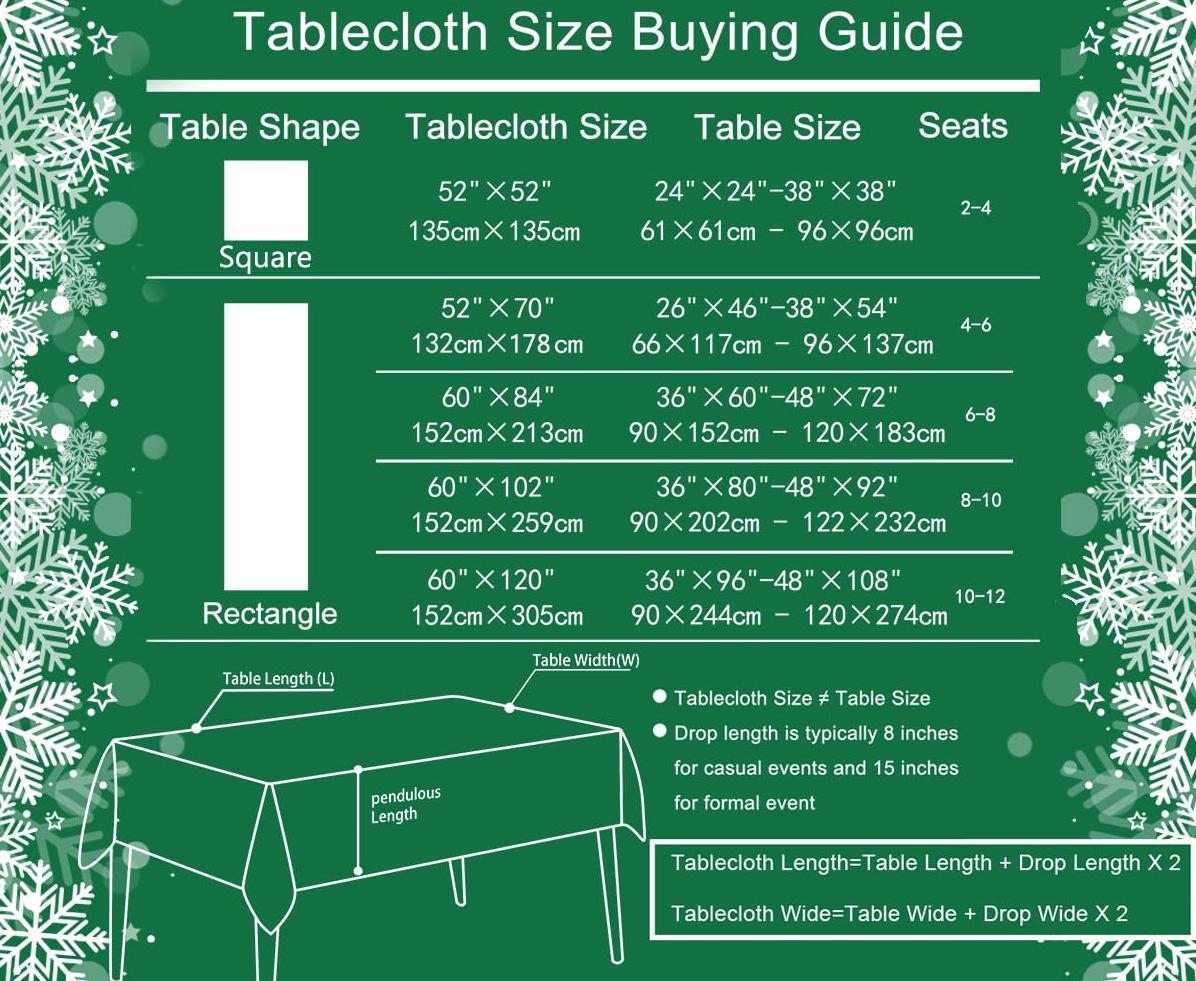 Tablecloth Size Buying Guide
Table Shape Tablecloth Size Table Size Seats
52"×52" 24"×24"-38"×38"
2-4
135cm×135cm 61×61cm - 96×96cm
Square
52"×70" 26"×46"-38"×54"
4-6
132cm×178cm 66×117cm - 96×137cm
60"×84" 36"×60"-48"×72"
6-8
152cm×213cm 90×152cm - 120×183cm
60"×102" 36"×80"-48"×92"
8-10
152cm×259cm 90×202cm - 122×232cm
60"×120" 36"×96"-48"×108"
10-12
152cm×305cm 90×244cm - 120×274cm
Rectangle
Table Width(W)
Table Length (L)
Tablecloth Size ≠ Table Size
Drop length is typically 8 inches
for casual events and 15 inches
for formal event
pendulous
Length
Tablecloth Length=Table Length + Drop Length X 2
Tablecloth Wide=Table Wide + Drop Wide X 2